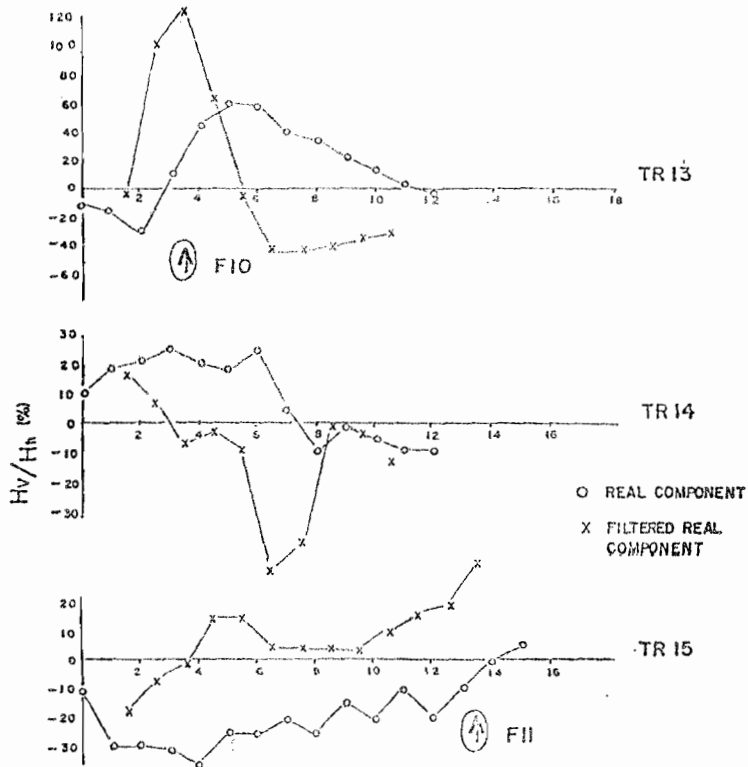 120
100
80
60
40
20
0
-20
-40
-60
2 4 6 8 10 12 14 16 18
TR 13
F10
30
20
10
0
-10
-20
-30
2 4 6 8 10 12 14 16
TR 14
Hv/Hh (%)
O REAL COMPONENT
X FILTERED REAL
COMPONENT
20
10
0
-10
-20
-30
2 4 6 8 10 12 14 16
TR 15
F11